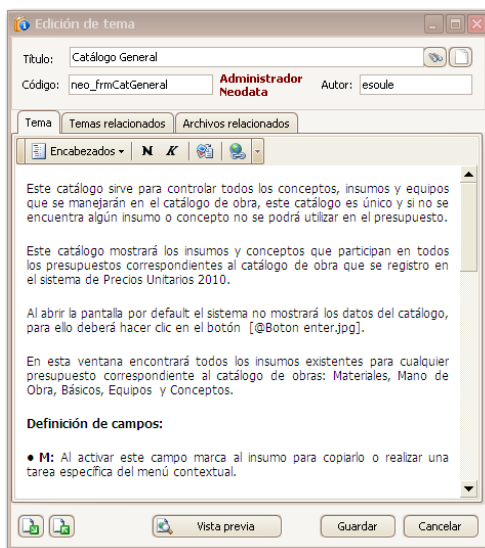 Edición de tema
Título: Catálogo General
Código: neo_frmCatGeneral Administrador Neodata Autor: esoule
Tema Temas relacionados Archivos relacionados
Encabezados N K
Este catálogo sirve para controlar todos los conceptos, insumos y equipos
que se manejarán en el catálogo de obra, este catálogo es único y si no se
encuentra algún insumo o concepto no se podrá utilizar en el presupuesto.
Este catálogo mostrará los insumos y conceptos que participan en todos
los presupuestos correspondientes al catálogo de obra que se registro en
el sistema de Precios Unitarios 2010.
Al abrir la pantalla por default el sistema no mostrará los datos del catálogo,
para ello deberá hacer clic en el botón [@Boton enter.jpg].
En esta ventana encontrará todos los insumos existentes para cualquier
presupuesto correspondiente al catálogo de obras: Materiales, Mano de
Obra, Básicos, Equipos y Conceptos.
Definición de campos:
● M: Al activar este campo marca al insumo para copiarlo o realizar una
tarea específica del menú contextual.
Vista previa Guardar Cancelar